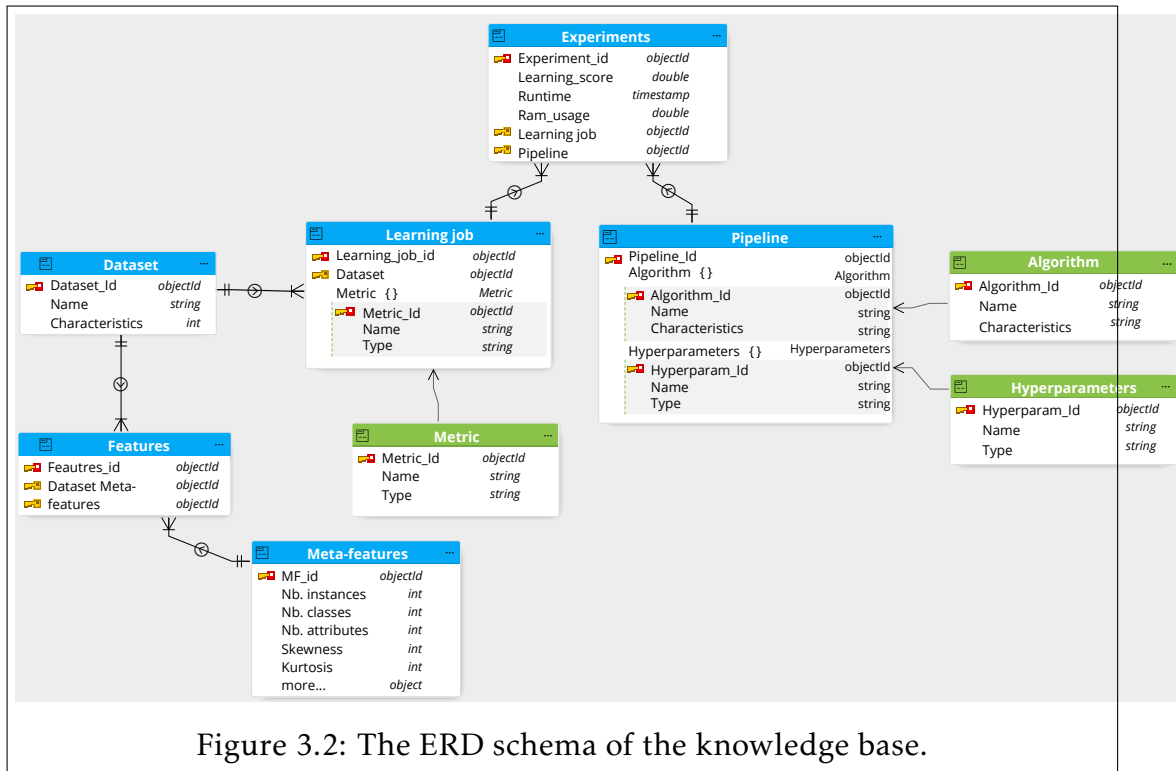 Experiments ...
Experiment_id objectId
Learning_score double
Runtime timestamp
Ram_usage double
Learning job objectId
Pipeline objectId
Learning job ...
Learning_job_id objectId
Dataset objectId
Metric {} Metric
Metric_Id objectId
Name string
Type string
Pipeline ...
Pipeline_Id objectId
Algorithm {} Algorithm
Algorithm_Id objectId
Name string
Characteristics string
Hyperparameters {} Hyperparameters
Hyperparam_Id objectId
Name string
Type string
Dataset ...
Dataset_Id objectId
Name string
Characteristics int
Algorithm ...
Algorithm_Id objectId
Name string
Characteristics string
Hyperparameters ...
Hyperparam_Id objectId
Name string
Type string
Features ...
Feautres_id objectId
Dataset Meta- objectId
features objectId
Metric ...
Metric_Id objectId
Name string
Type string
Meta-features ...
MF_id objectId
Nb. instances int
Nb. classes int
Nb. attributes int
Skewness int
Kurtosis int
more... object
Figure 3.2: The ERD schema of the knowledge base.